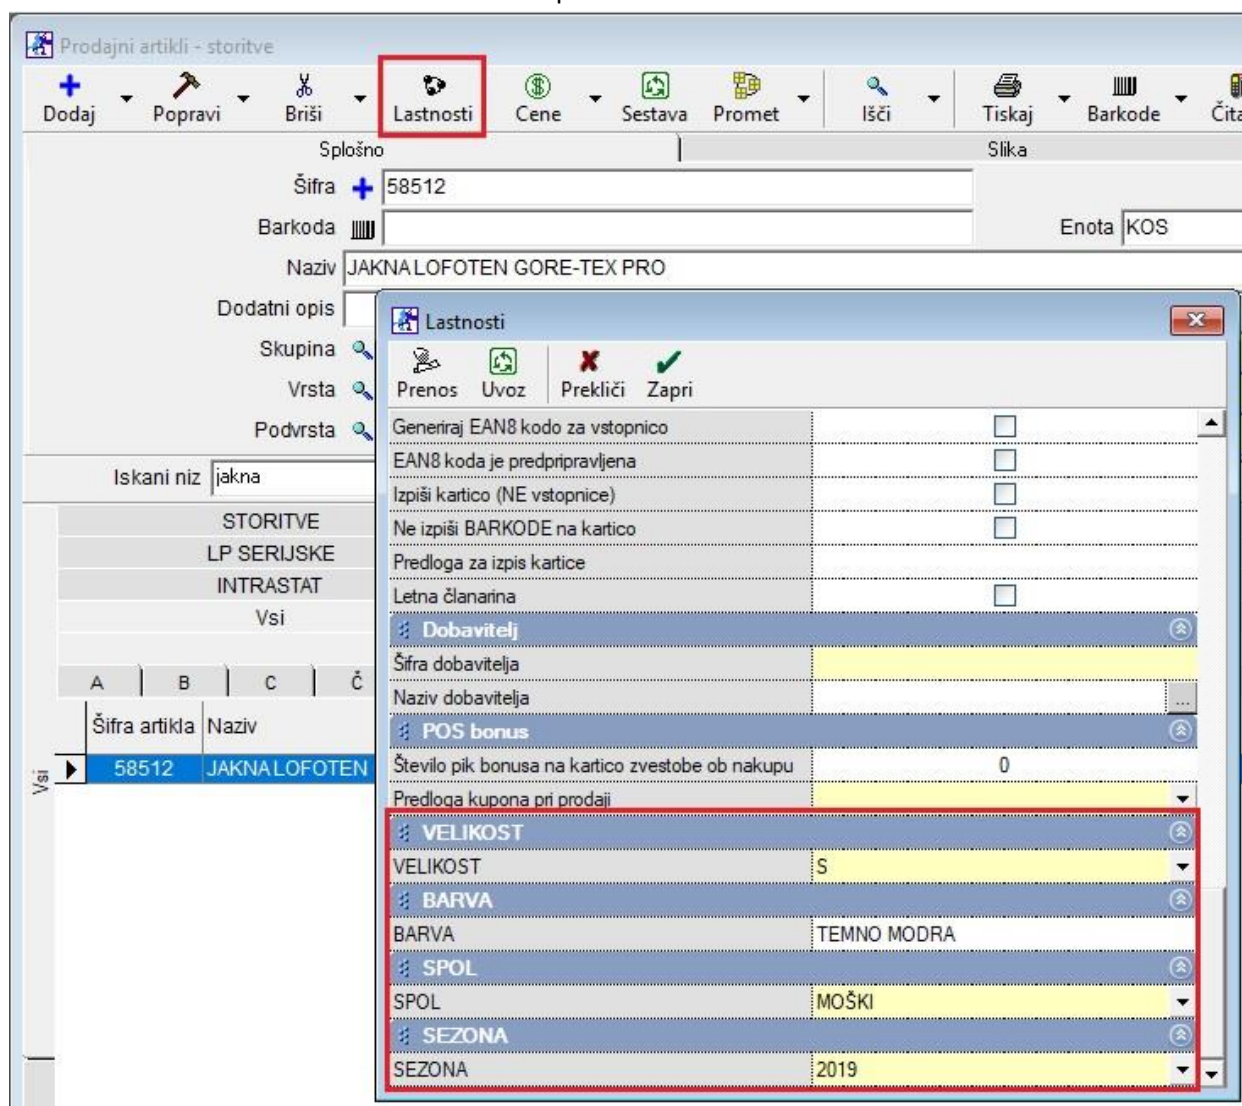 Prodajni artikli - storitve
Dodaj Popravi Briši Lastnosti Cene Sestava Promet Išči Tiskaj Barkode
Splošno Slika
Šifra 58512
Barkoda Enota KOS
Naziv JAKNA LOFOTEN GORE-TEX PRO
Dodatni opis
Skupina
Vrsta
Podvrsta
Iskani niz jakna
STORITVE
LP SERIJSKE
INTRASTAT
Vsi
A B C Č
Šifra artikla Naziv
58512 JAKNA LOFOTEN
Vsi
Lastnosti
Prenos Uvoz Prekliči Zapri
Generiraj EAN8 kodo za vstopnico
EAN8 koda je predpripravljena
Izpiši kartico (NE vstopnice)
Ne izpiši BARKODE na kartico
Predloga za izpis kartice
Letna članarina
Dobavitelj
Šifra dobavitelja
Naziv dobavitelja ...
POS bonus
Število pik bonusa na kartico zvestobe ob nakupu 0
Predloga kupona pri prodaji
VELIKOST
VELIKOST S
BARVA
BARVA TEMNO MODRA
SPOL
SPOL MOŠKI
SEZONA
SEZONA 2019